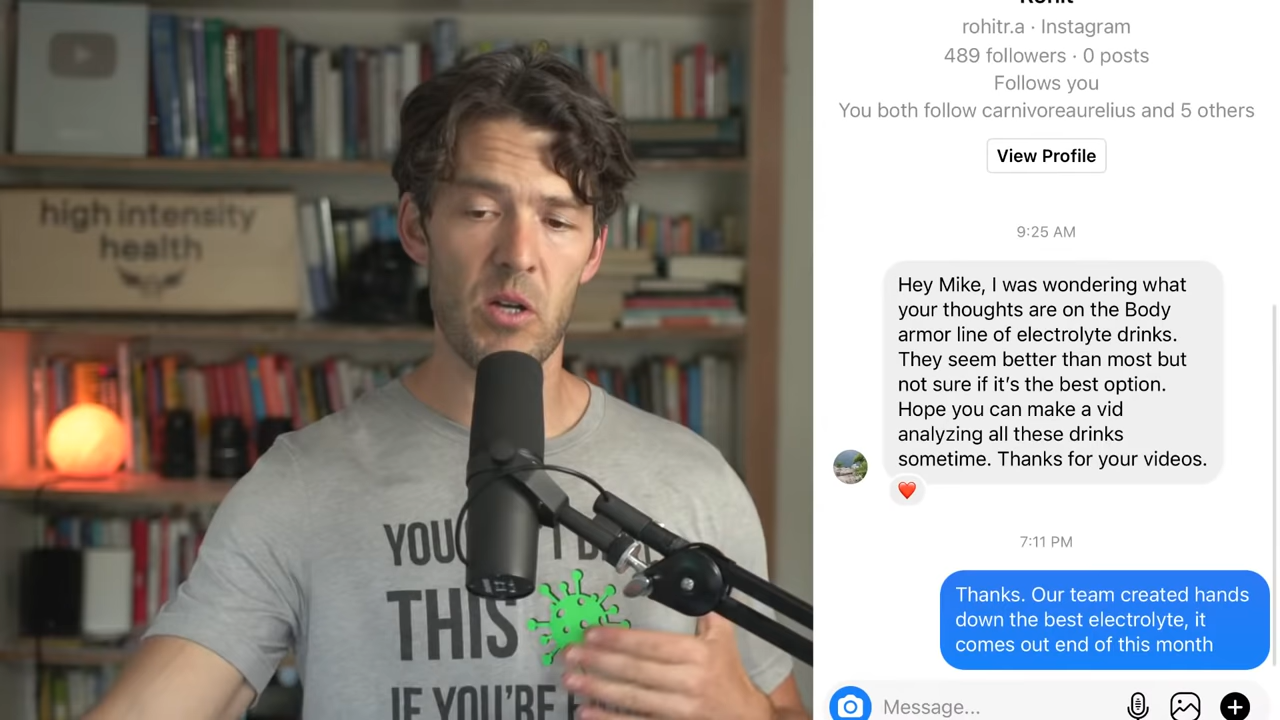 high intensity
health
THIS
rohitr.a · Instagram
489 followers · 0 posts
Follows you
You both follow carnivoreaurelius and 5 others
View Profile
9:25 AM
Hey Mike, I was wondering what
your thoughts are on the Body
armor line of electrolyte drinks.
They seem better than most but
not sure if it's the best option.
Hope you can make a vid
analyzing all these drinks
sometime. Thanks for your videos.
7:11 PM
Thanks. Our team created hands
down the best electrolyte, it
comes out end of this month
Message...